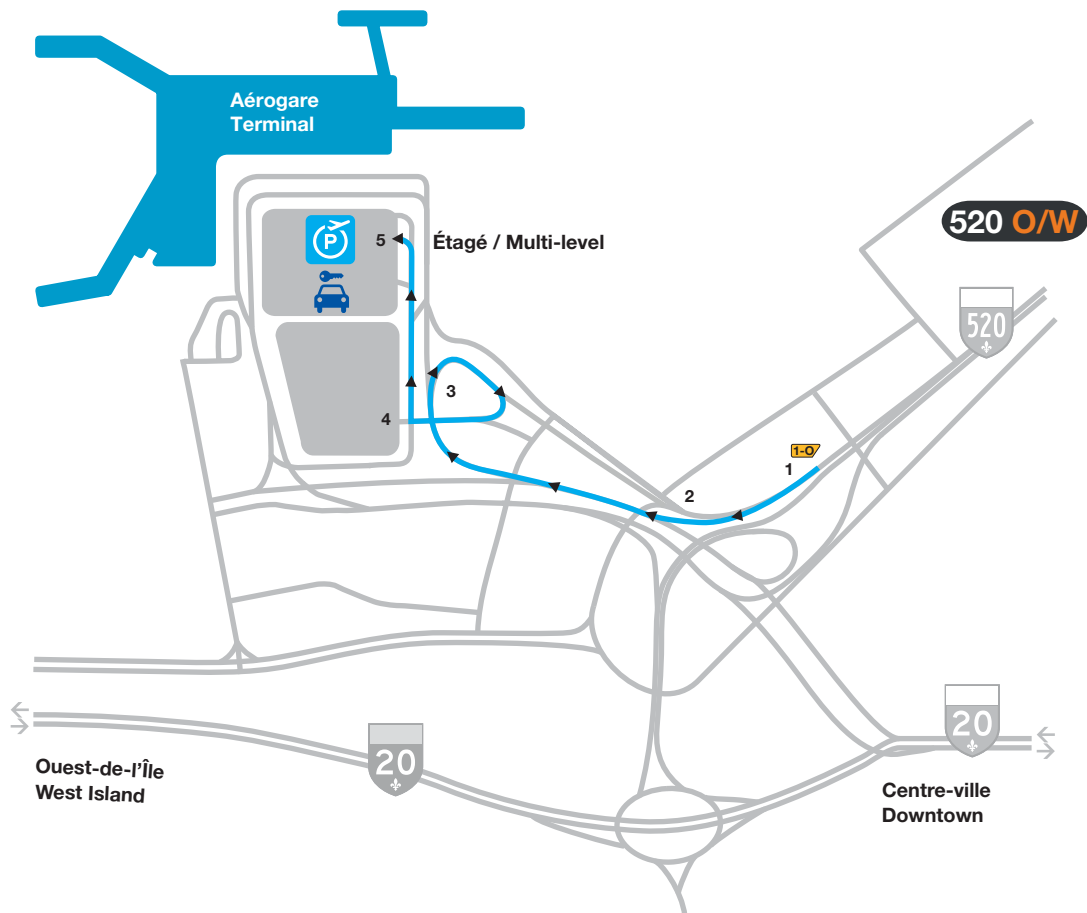 Aérogare
Terminal
520 O/W
P
5
Étagé / Multi-level
520
3
4
1-O
1
2
20
20
Ouest-de-l'Île
West Island
Centre-ville
Downtown